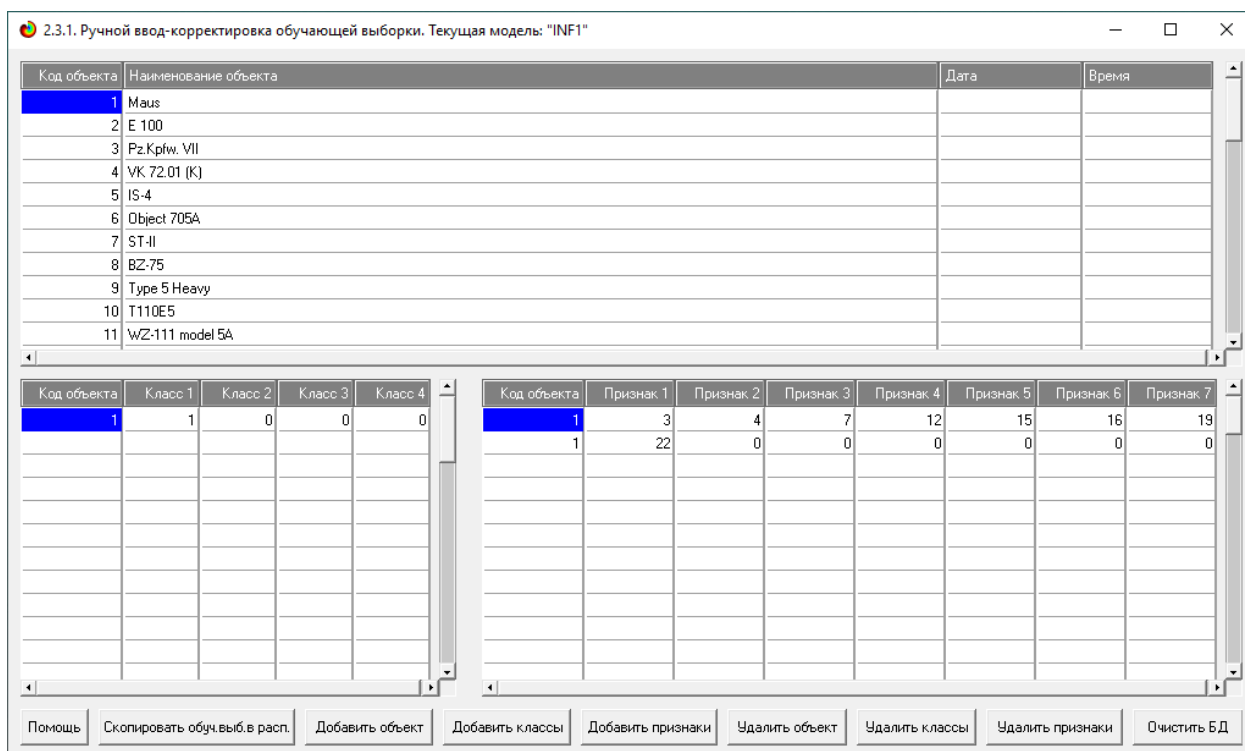 2.3.1. Ручной ввод-корректировка обучающей выборки. Текущая модель: "INF1"
Код объекта Наименование объекта Дата Время
1 Maus
2 E 100
3 Pz.Kpfw. VII
4 VK 72.01 (K)
5 IS-4
6 Object 705A
7 ST-II
8 BZ-75
9 Type 5 Heavy
10 T110E5
11 WZ-111 model 5A
Код объекта Класс 1 Класс 2 Класс 3 Класс 4 Код объекта Признак 1 Признак 2 Признак 3 Признак 4 Признак 5 Признак 6 Признак 7
1 1 0 0 0 1 3 4 7 12 15 16 19
1 22 0 0 0 0 0 0
Помощь Скопировать обуч.выб.в расп. Добавить объект Добавить классы Добавить признаки Удалить объект Удалить классы Удалить признаки Очистить БД